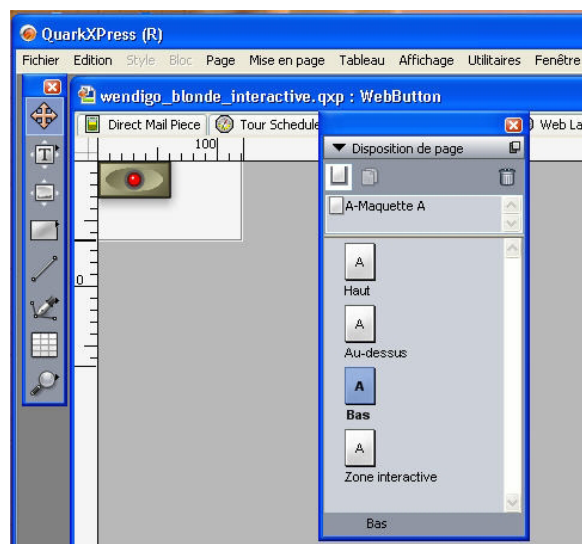 QuarkXPress (R)
Fichier Edition Style Bloc Page Mise en page Tableau Affichage Utilitaires Fenêtre
wendigo_blonde_interactive.qxp : WebButton
Direct Mail Piece Tour Schedule Web La
100
Disposition de page
T
A-Maquette A
A
Haut
0
A
Au-dessus
A
Bas
A
Zone interactive
Bas